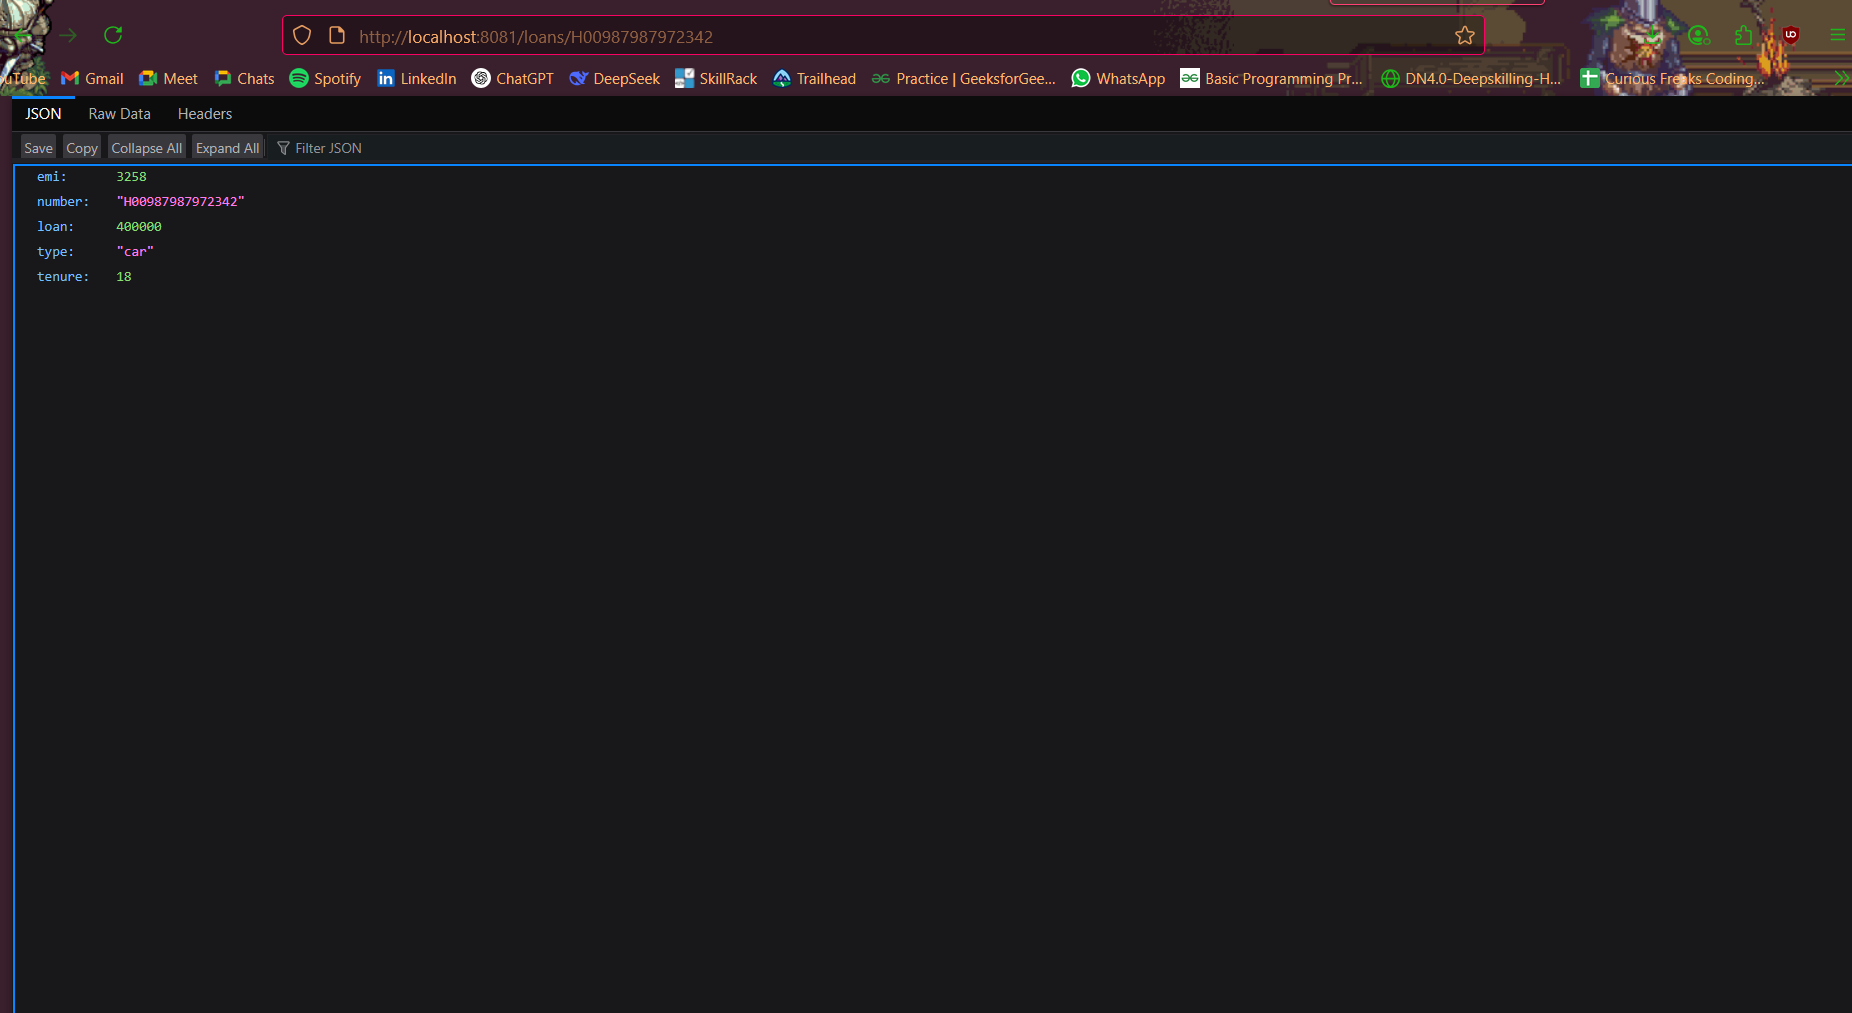 http://localhost:8081/loans/H00987987972342
uTube Gmail Meet Chats Spotify LinkedIn ChatGPT DeepSeek SkillRack Trailhead Practice | GeeksforGee... WhatsApp Basic Programming Pr... DN4.0-Deepskilling-H... Curious Freaks Coding...
JSON Raw Data Headers
Save Copy Collapse All Expand All Filter JSON
emi: 3258
number: "H00987987972342"
loan: 400000
type: "car"
tenure: 18